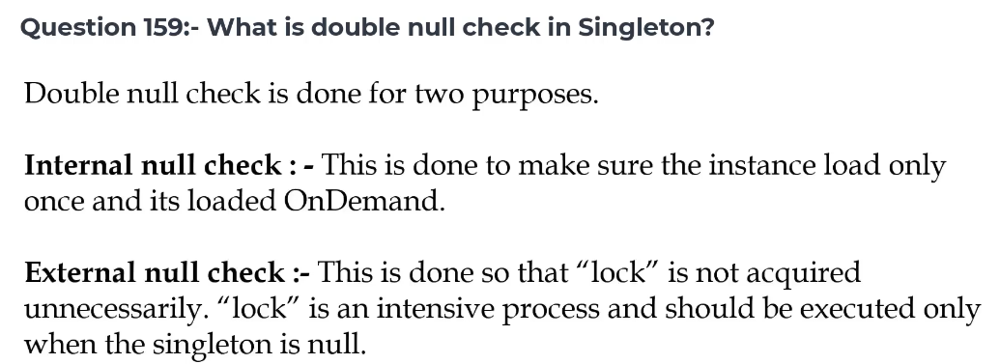 Question 159:- What is double null check in Singleton?
Double null check is done for two purposes.
Internal null check : - This is done to make sure the instance load only
once and its loaded OnDemand.
External null check :- This is done so that “lock” is not acquired
unnecessarily. “lock” is an intensive process and should be executed only
when the singleton is null.